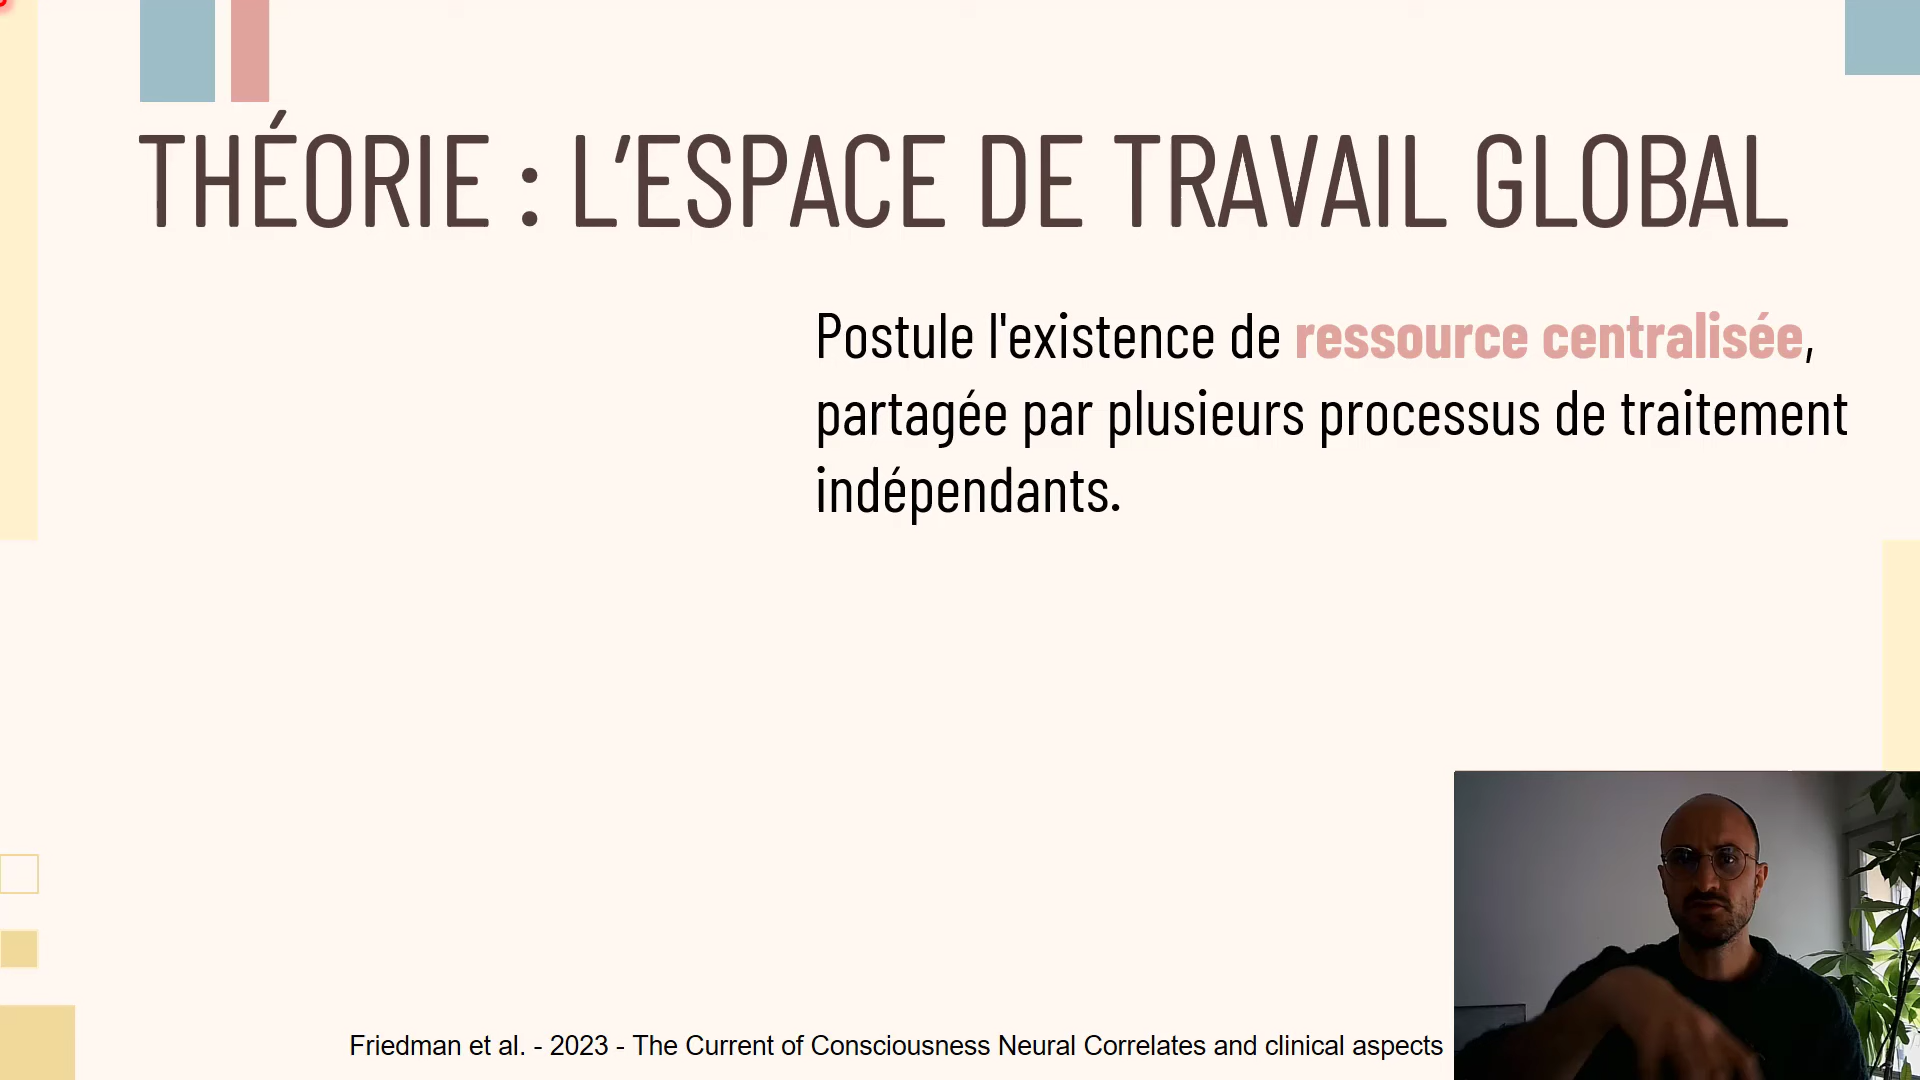 THÉORIE : L’ESPACE DE TRAVAIL GLOBAL
Postule l'existence de ressource centralisée,
partagée par plusieurs processus de traitement
indépendants.
Friedman et al. - 2023 - The Current of Consciousness Neural Correlates and clinical aspects